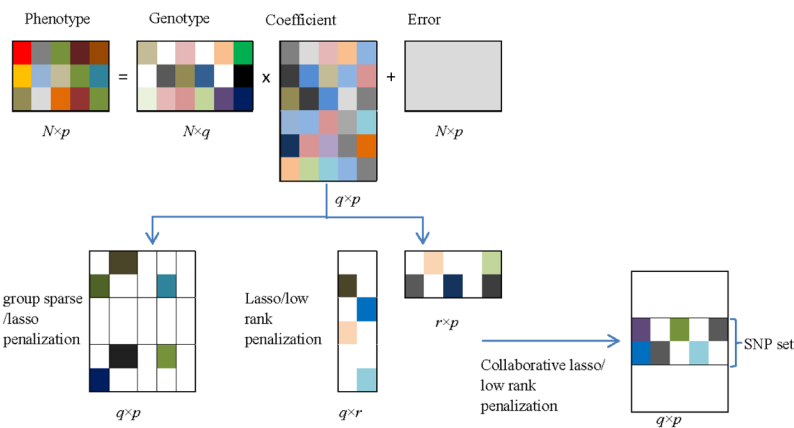 Phenotype
Genotype
Coefficient
Error
=
×
+
N×p
N×q
N×p
q×p
group sparse
/lasso
penalization
Lasso/low
rank
penalization
r×p
SNP set
Collaborative lasso/
low rank
penalization
q×p
q×r
q×p